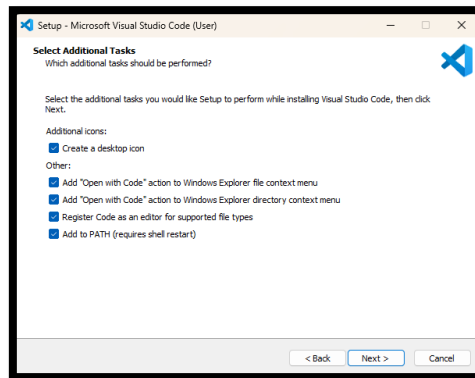 Setup - Microsoft Visual Studio Code (User)
Select Additional Tasks
Which additional tasks should be performed?
Select the additional tasks you would like Setup to perform while installing Visual Studio Code, then click
Next.
Additional icons:
Create a desktop icon
Other:
Add "Open with Code" action to Windows Explorer file context menu
Add "Open with Code" action to Windows Explorer directory context menu
Register Code as an editor for supported file types
Add to PATH (requires shell restart)
< Back
Next >
Cancel